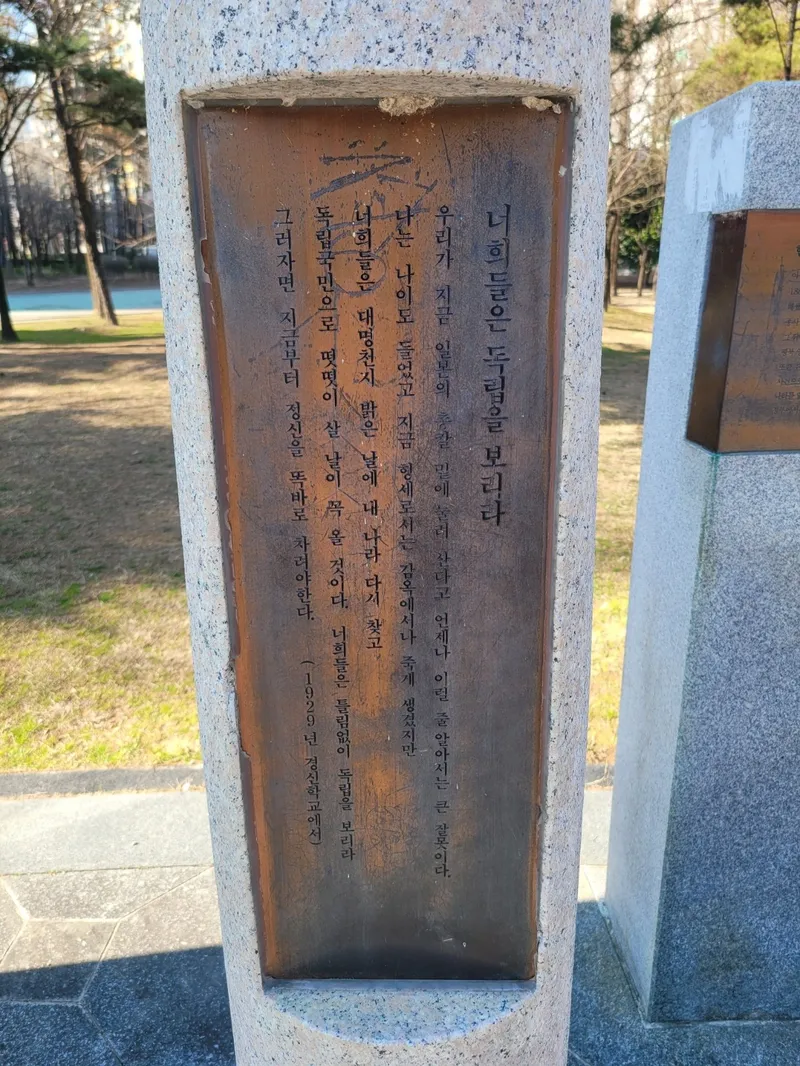 너희들은 독립을 보리라
우리가 지금 일본의 총칼 밑에 눌려 산다고 언제나 이럴 줄 알아서는 큰 잘못이다.
나는 나이도 들었고 지금 형세로서는 감옥에서나 죽게 생겼지만
너희들은 대명천지 밝은 날에 내 나라 다시 찾고
독립국민으로 떳떳이 살 날이 꼭 올 것이다. 너희들은 틀림없이 독립을 보리라
그러자면 지금부터 정신을 똑바로 차려야한다. (1929년 경신학교에서)